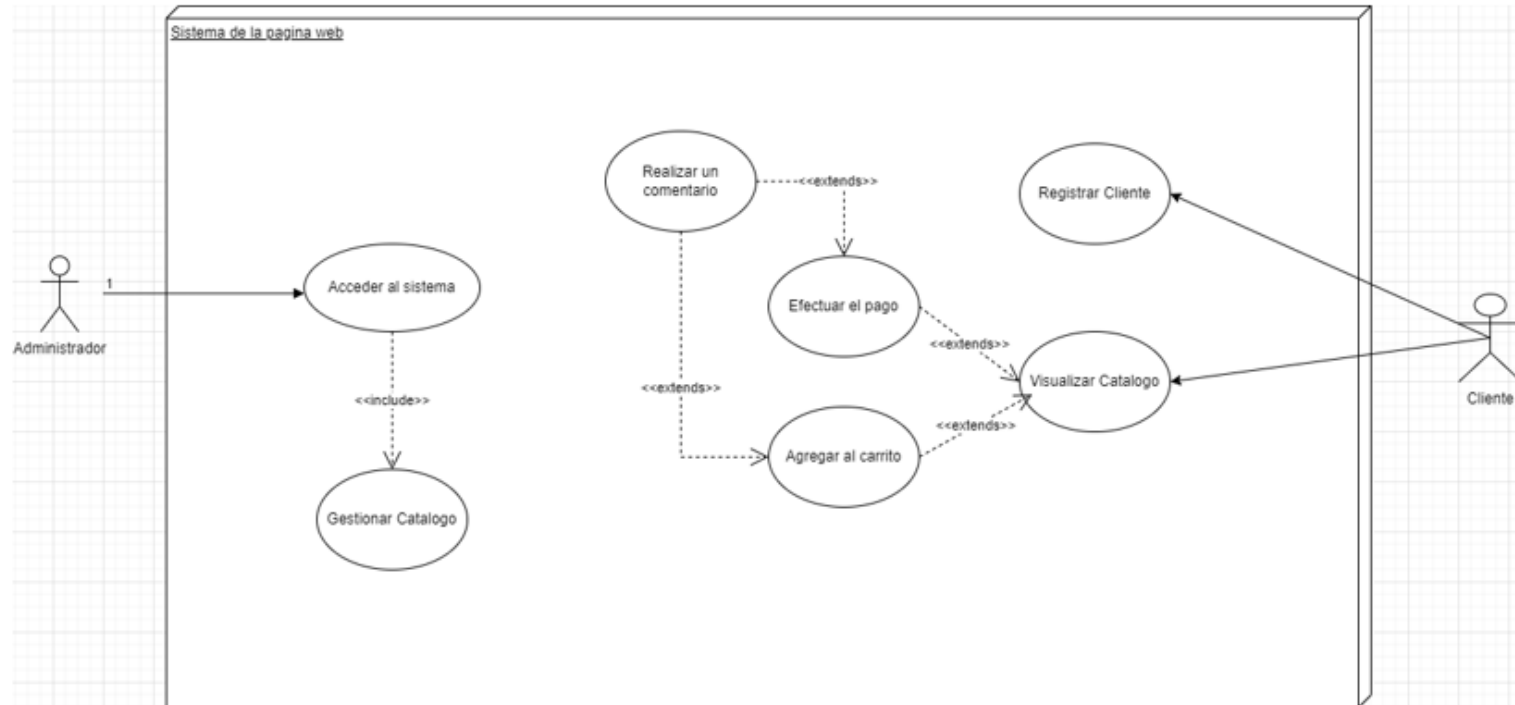 Sistema de la pagina web
Realizar un
comentario
<<extends>>
Registrar Cliente
1
Acceder al sistema
Efectuar el pago
Administrador
<<extends>>
Visualizar Catalogo
<<extends>>
<<include>>
Cliente
<<extends>>
Agregar al carrito
Gestionar Catalogo